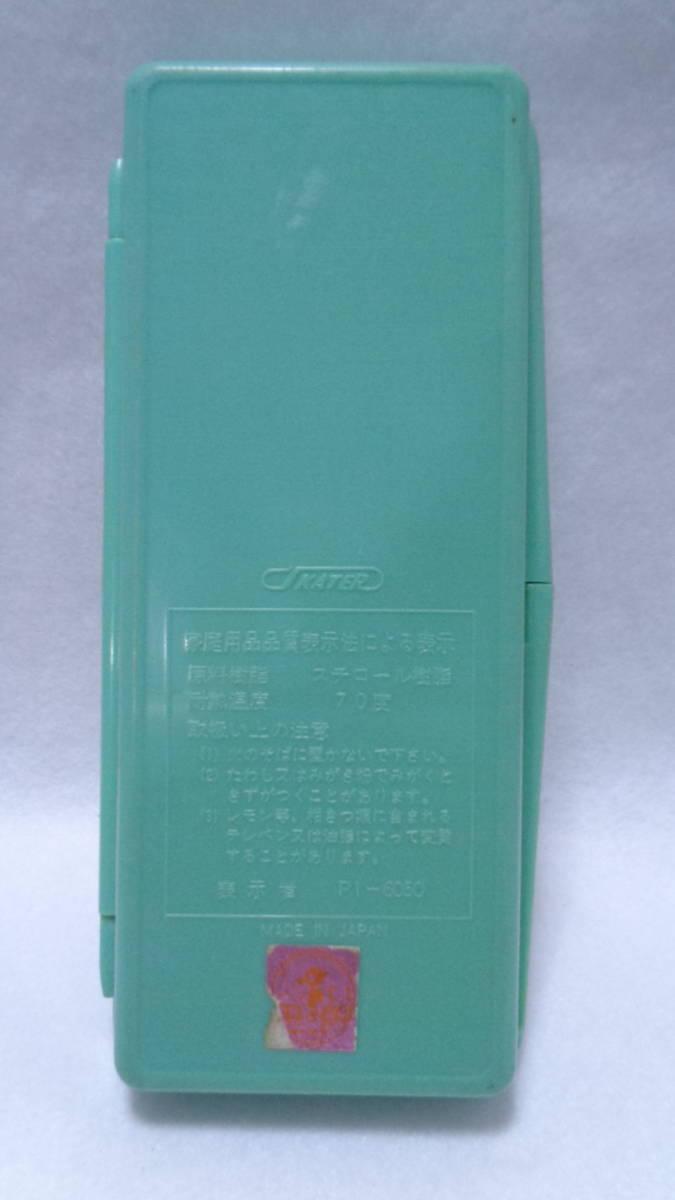 SKATER
家庭用品品質表示法による表示
原料樹脂 スチロール樹脂
耐熱温度 70度
取扱い上の注意
(1) 火のそばに置かないで下さい。
(2) たわし又はみがき粉でみがくと
きずがつくことがあります。
(3) レモン等、柑きつ類に含まれる
テレペン又は油脂によって変質
することがあります。
表示者 PI-6050
MADE IN JAPAN